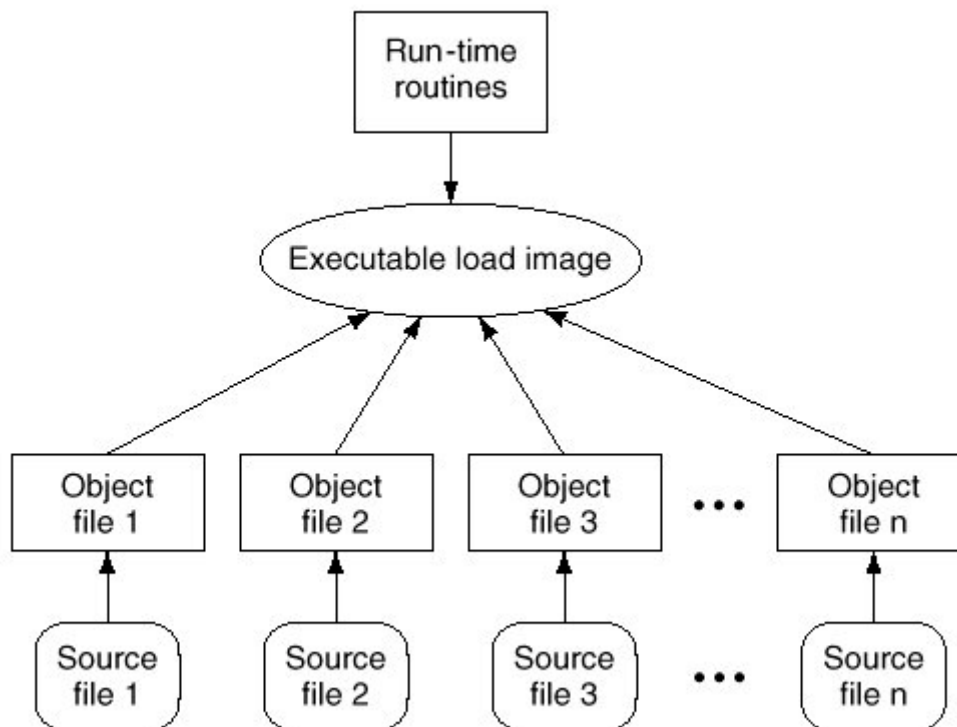 Run-time
routines
Executable load image
Object
file 1
Object
file 2
Object
file 3
Object
file n
Source
file 1
Source
file 2
Source
file 3
Source
file n